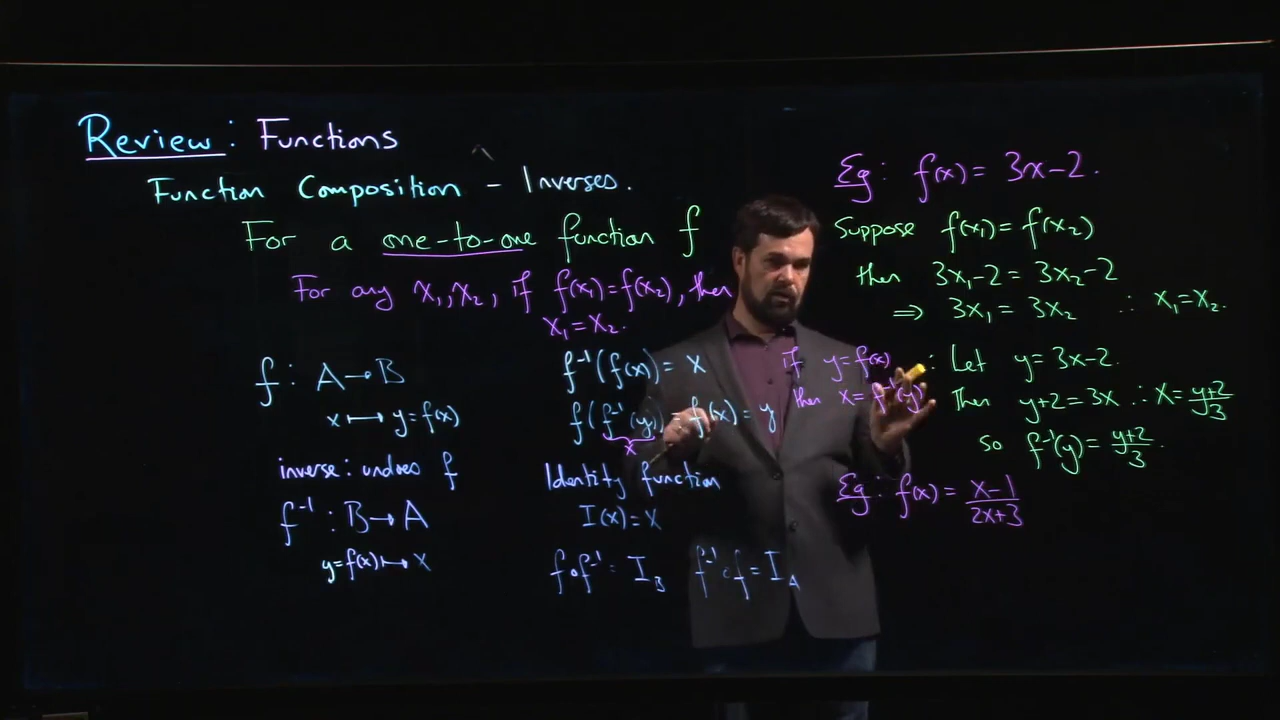 Review: Functions
Function Composition - Inverses.
For a one-to-one function f
For any x₁, x₂, if f(x₁)=f(x₂), then
x₁=x₂.
f: A→B
x ↦ y=f(x)
inverse: undoes f
f⁻¹: B→A
y=f(x) ↦ x
f⁻¹(f(x)) = x
f(f⁻¹(y)) = f(x) = y
x
Identity function
I(x)=x
f∘f⁻¹ = I_B f⁻¹∘f = I_A
if y=f(x)
then x= f⁻¹(y)
Eg: f(x) = 3x-2.
Suppose f(x₁)=f(x₂)
then 3x₁-2 = 3x₂-2
⇒ 3x₁ = 3x₂ ∴ x₁=x₂.
: Let y=3x-2.
Then y+2=3x ∴ x=\frac{y+2}{3}
so f⁻¹(y)=\frac{y+2}{3}.
Eg: f(x) = \frac{x-1}{2x+3}